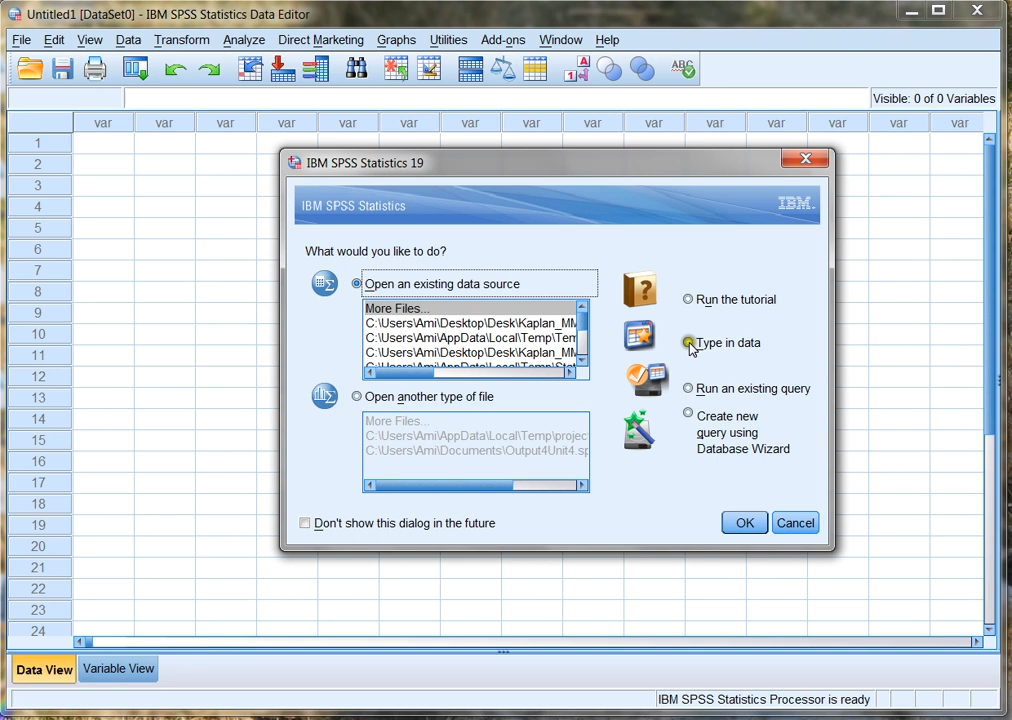 Untitled1 [DataSet0] - IBM SPSS Statistics Data Editor
File Edit View Data Transform Analyze Direct Marketing Graphs Utilities Add-ons Window Help
Visible: 0 of 0 Variables
var var var var var var var var var var var var var var var
1
2
3
4
5
6
7
8
9
10
11
12
13
14
15
16
17
18
19
20
21
22
23
24
IBM SPSS Statistics 19
IBM SPSS Statistics
IBM.
What would you like to do?
Open an existing data source
More Files...
C:\Users\Ami\Desktop\Desk\Kaplan_MM
C:\Users\Ami\AppData\Local\Temp\Tem
C:\Users\Ami\Desktop\Desk\Kaplan_MM
C:\Users\Ami\AppData\Local\Temp\Stat
Open another type of file
More Files...
C:\Users\Ami\AppData\Local\Temp\projec
C:\Users\Ami\Documents\Output4Unit4.sp
Run the tutorial
Type in data
Run an existing query
Create new
query using
Database Wizard
Don't show this dialog in the future
OK Cancel
Data View Variable View
IBM SPSS Statistics Processor is ready